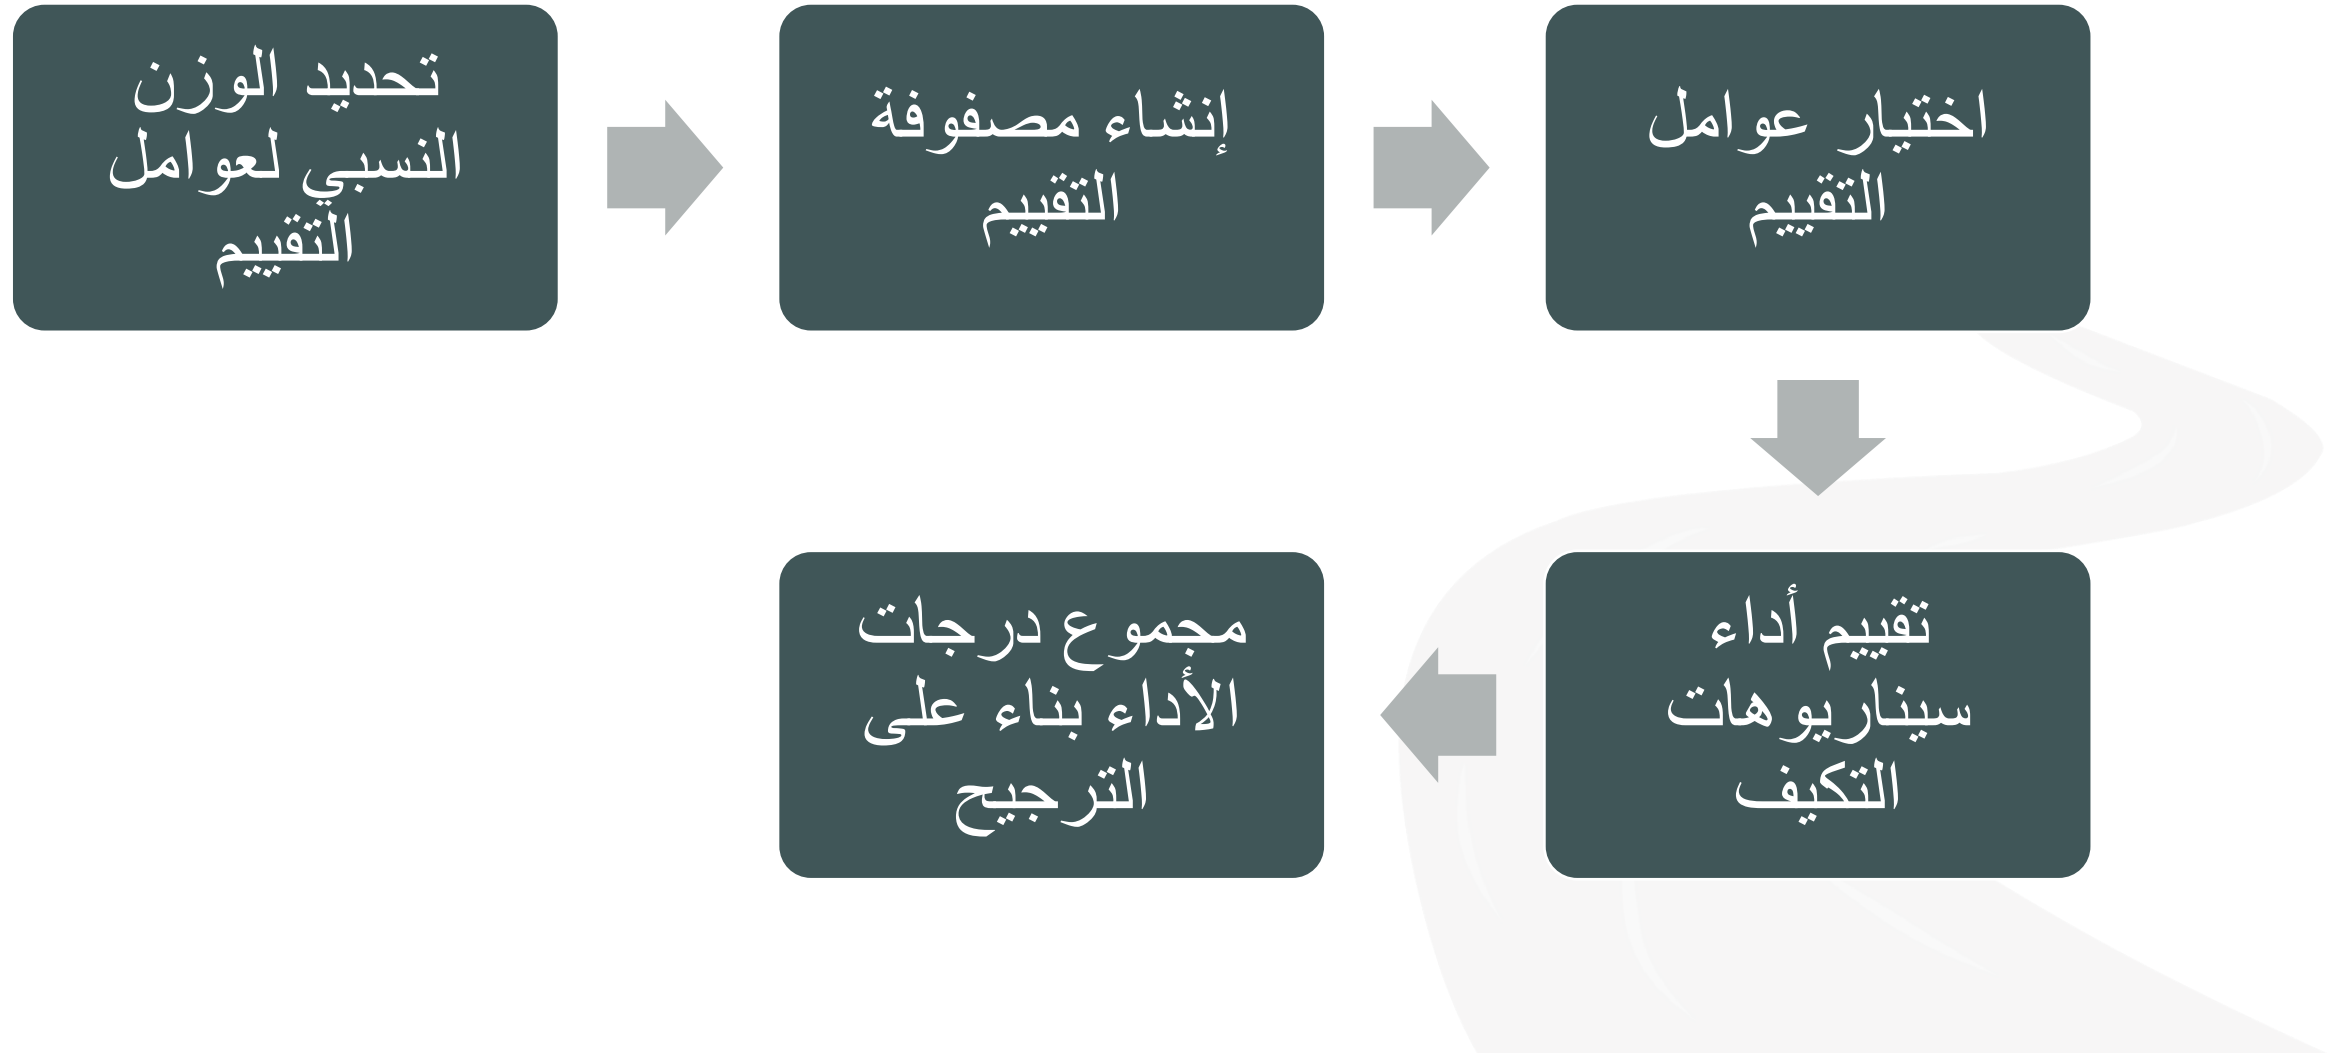 تحديد الوزن
النسبي لعوامل
التقييم
إنشاء مصفوفة
التقييم
اختيار عوامل
التقييم
تقييم أداء
سيناريوهات
التكيف
مجموع درجات
الأداء بناء على
الترجيح